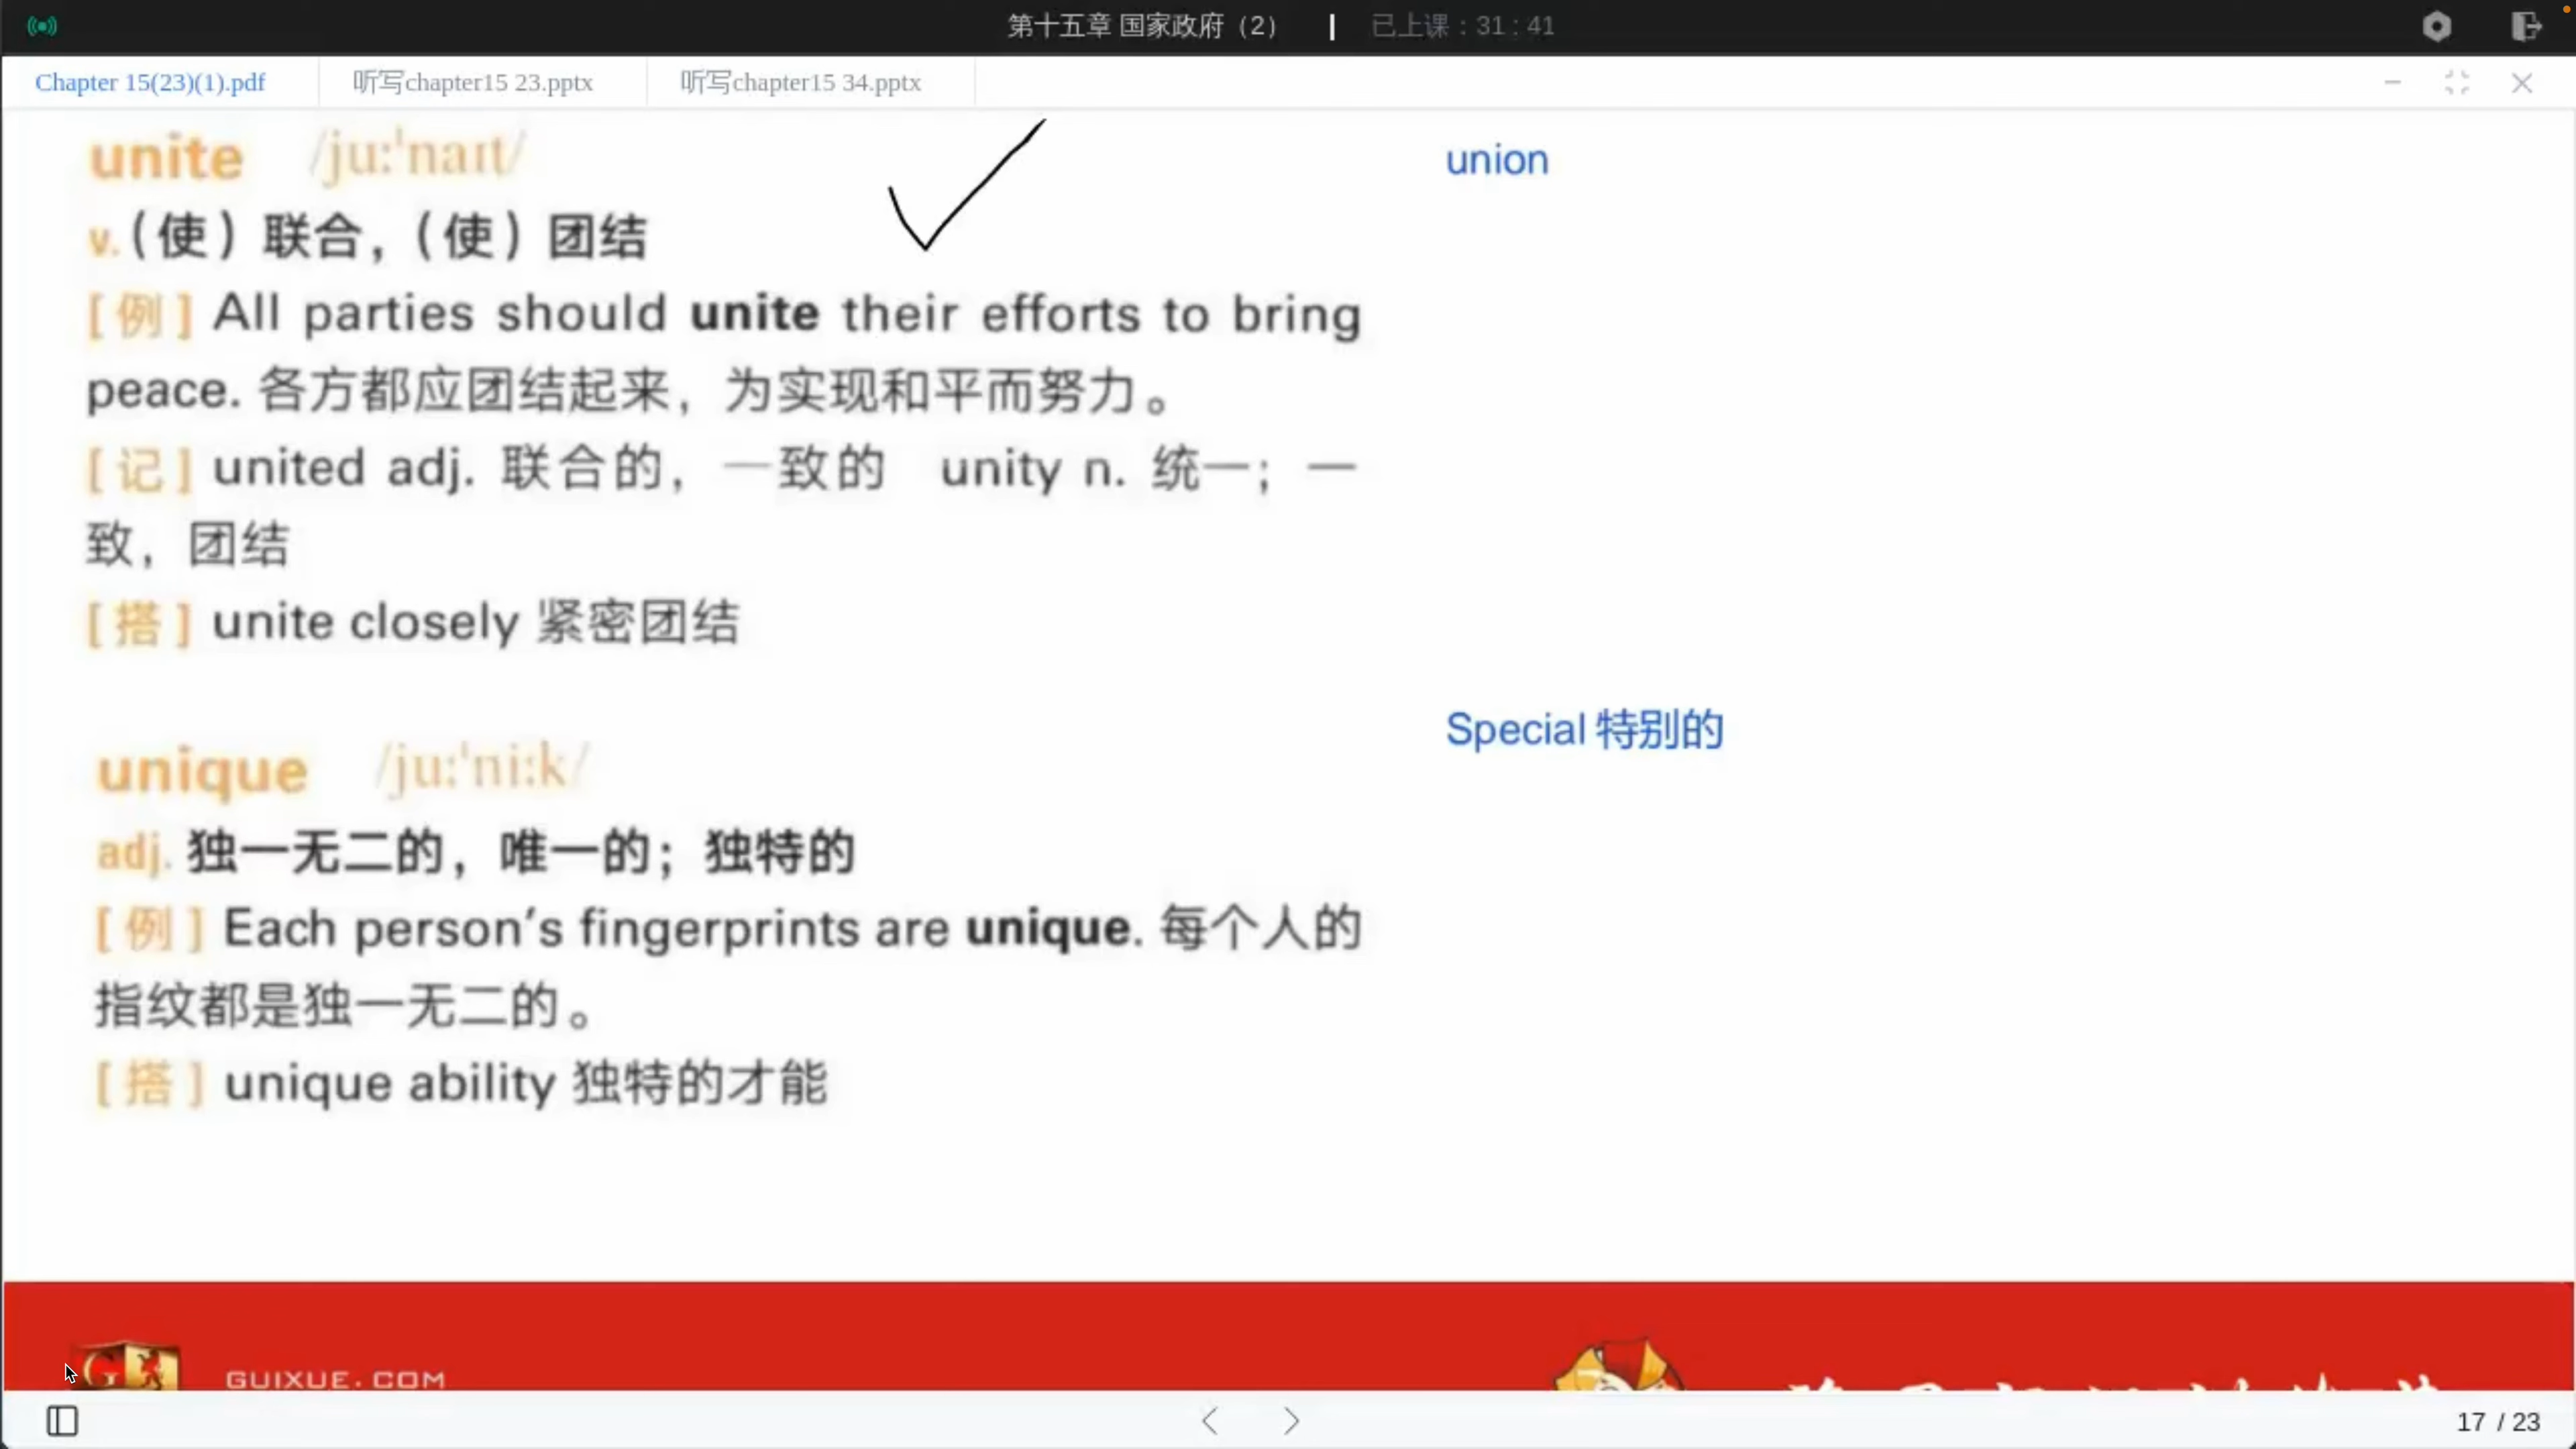 第十五章 国家政府（2） | 已上课：31 : 41
Chapter 15(23)(1).pdf 听写chapter15 23.pptx 听写chapter15 34.pptx
unite /juːˈnaɪt/
union
v.（使）联合，（使）团结
[ 例 ] All parties should unite their efforts to bring
peace. 各方都应团结起来，为实现和平而努力。
[ 记 ] united adj. 联合的，一致的 unity n. 统一；一
致，团结
[ 搭 ] unite closely 紧密团结
Special 特别的
unique /juːˈniːk/
adj. 独一无二的，唯一的；独特的
[ 例 ] Each person's fingerprints are unique. 每个人的
指纹都是独一无二的。
[ 搭 ] unique ability 独特的才能
GUIXUE.COM
17 / 23